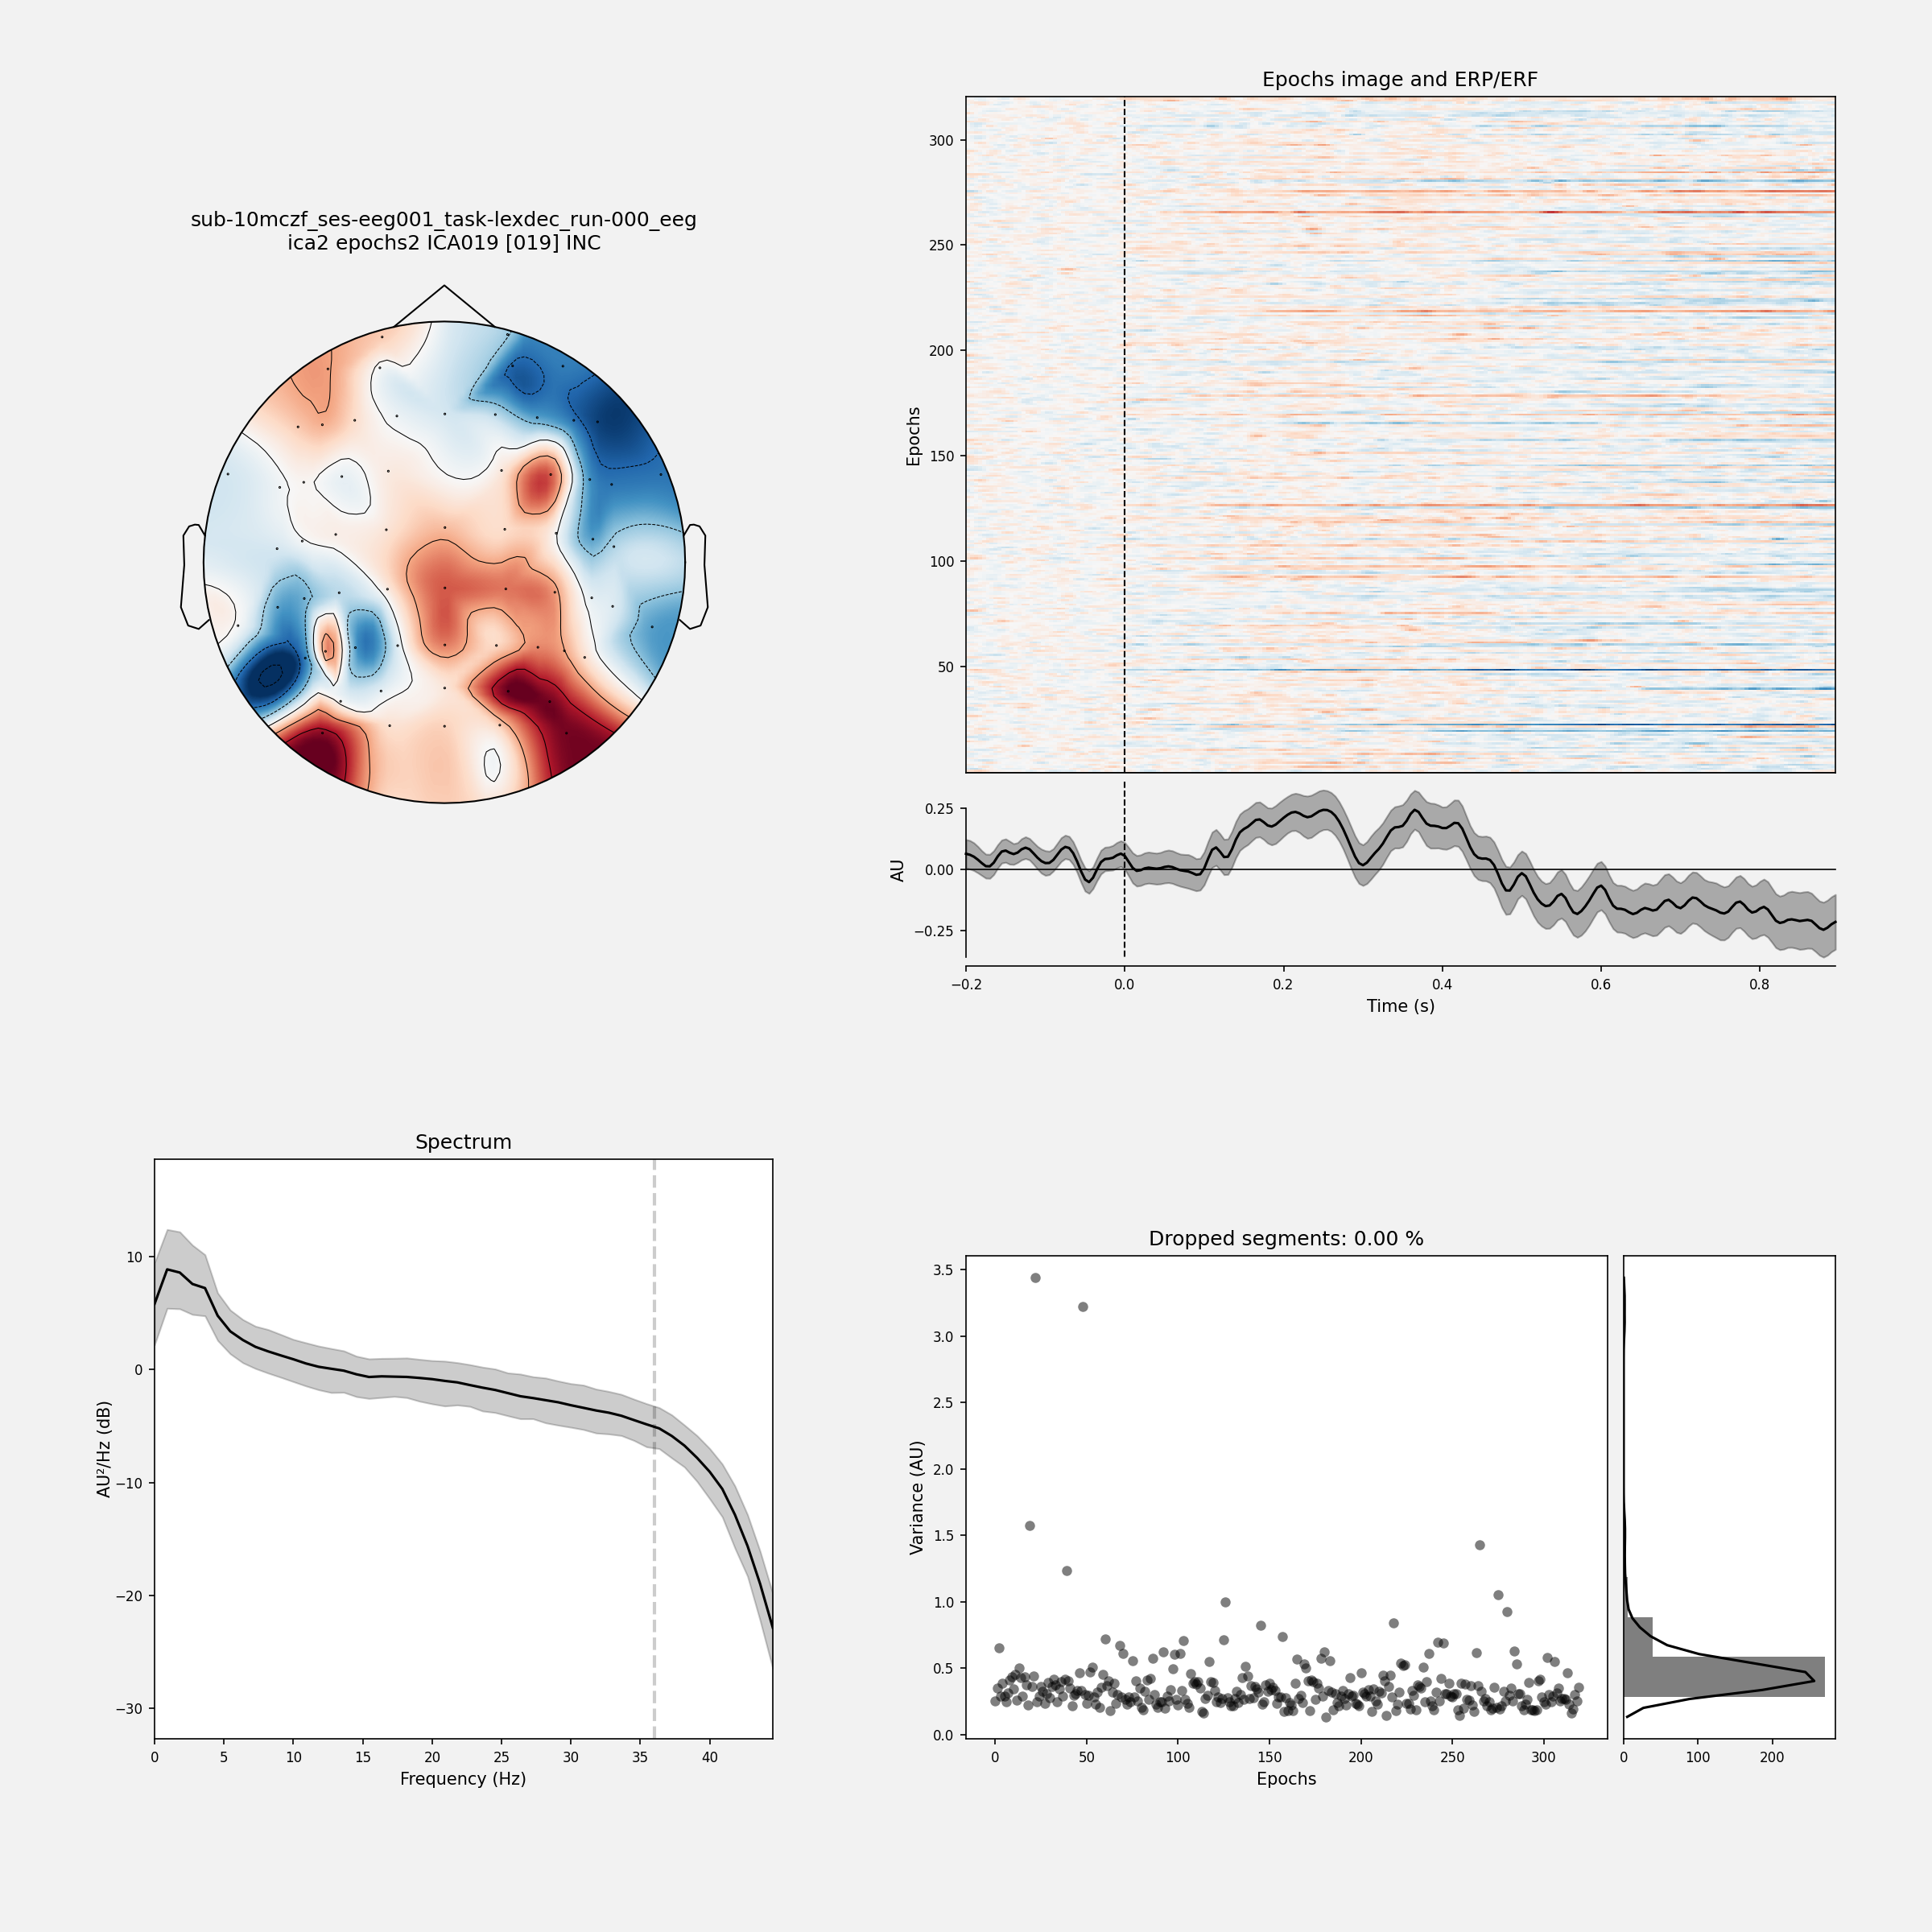 sub-10mczf_ses-eeg001_task-lexdec_run-000_eeg
ica2 epochs2 ICA019 [019] INC
Epochs image and ERP/ERF
Epochs
300
250
200
150
100
50
AU
0.25
0.00
−0.25
−0.2 0.0 0.2 0.4 0.6 0.8
Time (s)
Spectrum
AU²/Hz (dB)
10
0
−10
−20
−30
0 5 10 15 20 25 30 35 40
Frequency (Hz)
Dropped segments: 0.00 %
Variance (AU)
3.5
3.0
2.5
2.0
1.5
1.0
0.5
0.0
0 50 100 150 200 250 300
Epochs
0 100 200